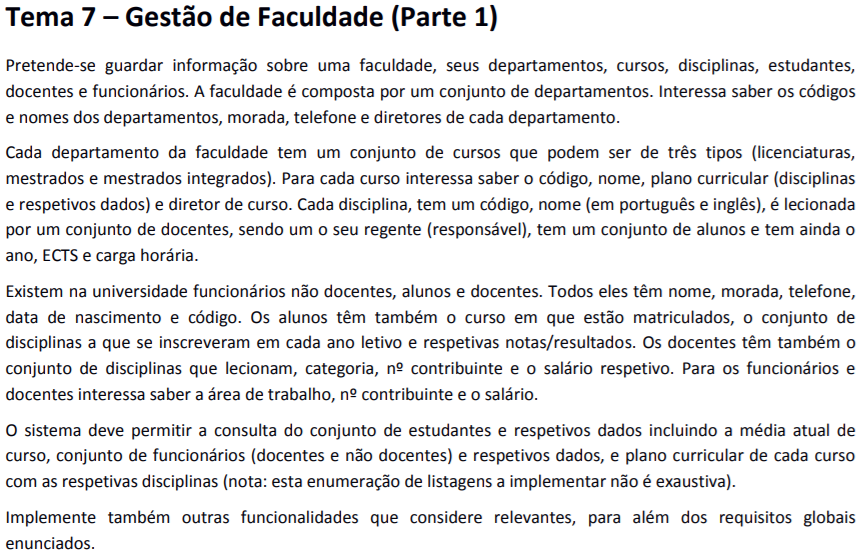 Tema 7 – Gestão de Faculdade (Parte 1)
Pretende-se guardar informação sobre uma faculdade, seus departamentos, cursos, disciplinas, estudantes,
docentes e funcionários. A faculdade é composta por um conjunto de departamentos. Interessa saber os códigos
e nomes dos departamentos, morada, telefone e diretores de cada departamento.
Cada departamento da faculdade tem um conjunto de cursos que podem ser de três tipos (licenciaturas,
mestrados e mestrados integrados). Para cada curso interessa saber o código, nome, plano curricular (disciplinas
e respetivos dados) e diretor de curso. Cada disciplina, tem um código, nome (em português e inglês), é lecionada
por um conjunto de docentes, sendo um o seu regente (responsável), tem um conjunto de alunos e tem ainda o
ano, ECTS e carga horária.
Existem na universidade funcionários não docentes, alunos e docentes. Todos eles têm nome, morada, telefone,
data de nascimento e código. Os alunos têm também o curso em que estão matriculados, o conjunto de
disciplinas a que se inscreveram em cada ano letivo e respetivas notas/resultados. Os docentes têm também o
conjunto de disciplinas que lecionam, categoria, nº contribuinte e o salário respetivo. Para os funcionários e
docentes interessa saber a área de trabalho, nº contribuinte e o salário.
O sistema deve permitir a consulta do conjunto de estudantes e respetivos dados incluindo a média atual de
curso, conjunto de funcionários (docentes e não docentes) e respetivos dados, e plano curricular de cada curso
com as respetivas disciplinas (nota: esta enumeração de listagens a implementar não é exaustiva).
Implemente também outras funcionalidades que considere relevantes, para além dos requisitos globais
enunciados.